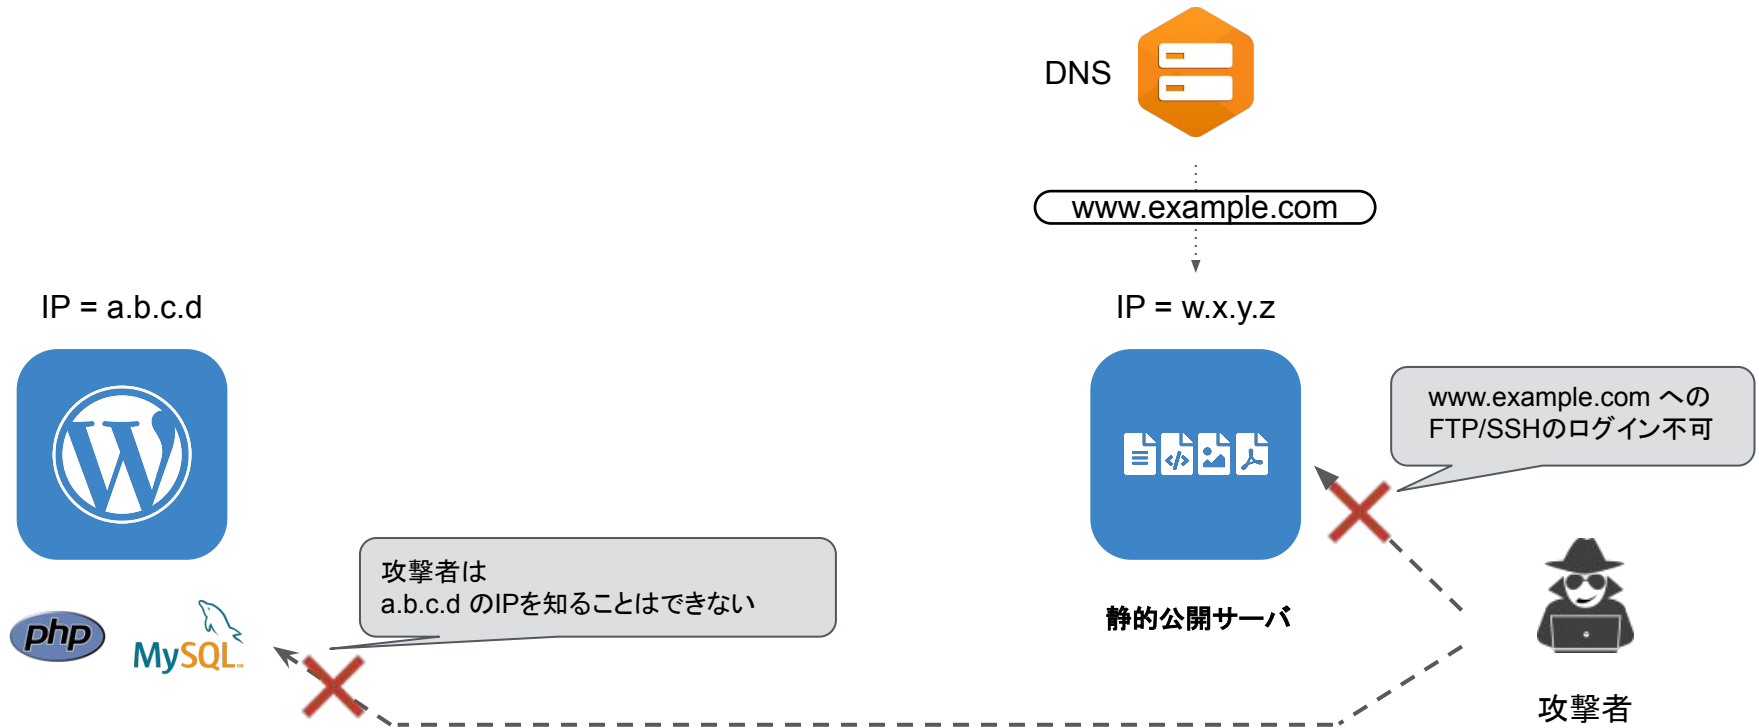 DNS
www.example.com
IP = a.b.c.d
IP = w.x.y.z
www.example.com への
FTP/SSHのログイン不可
攻撃者は
a.b.c.d のIPを知ることはできない
静的公開サーバ
php
MySQL™
攻撃者